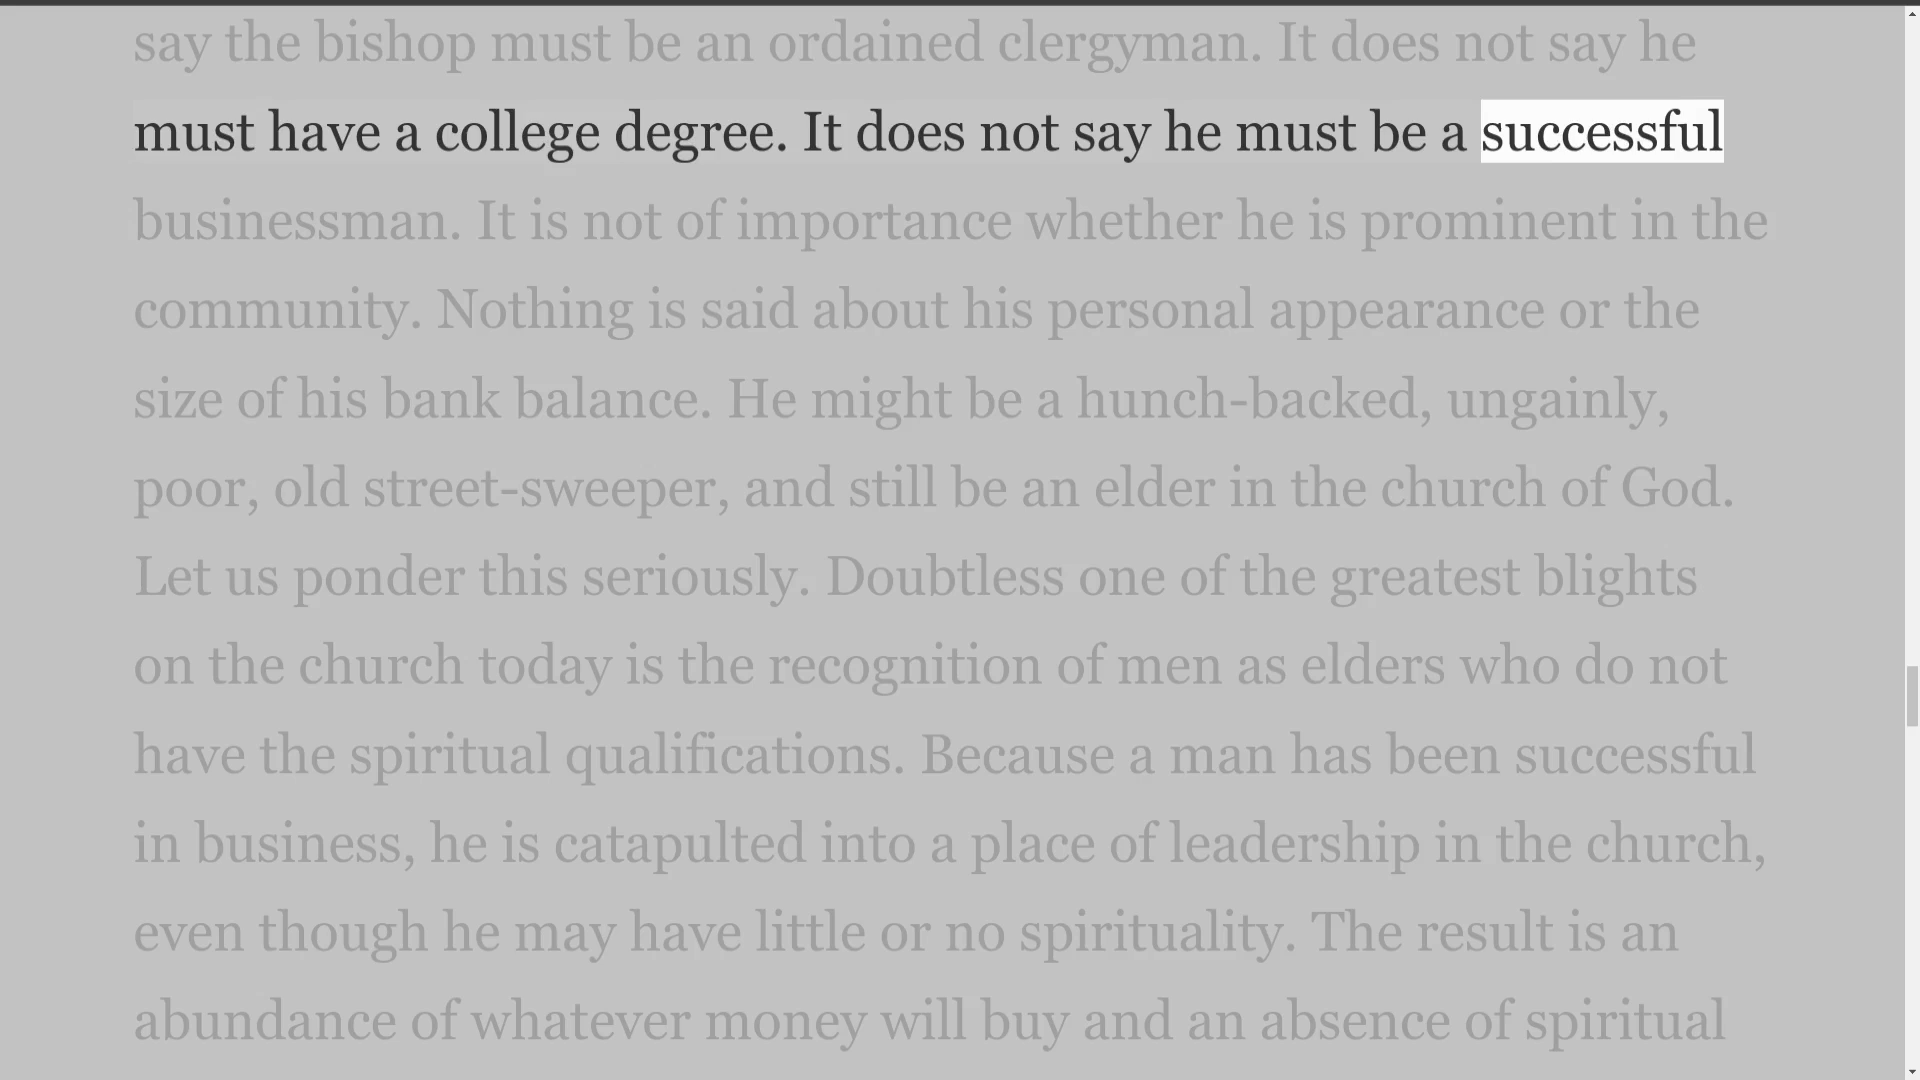 say the bishop must be an ordained clergyman. It does not say he
must have a college degree. It does not say he must be a successful
businessman. It is not of importance whether he is prominent in the
community. Nothing is said about his personal appearance or the
size of his bank balance. He might be a hunch-backed, ungainly,
poor, old street-sweeper, and still be an elder in the church of God.
Let us ponder this seriously. Doubtless one of the greatest blights
on the church today is the recognition of men as elders who do not
have the spiritual qualifications. Because a man has been successful
in business, he is catapulted into a place of leadership in the church,
even though he may have little or no spirituality. The result is an
abundance of whatever money will buy and an absence of spiritual